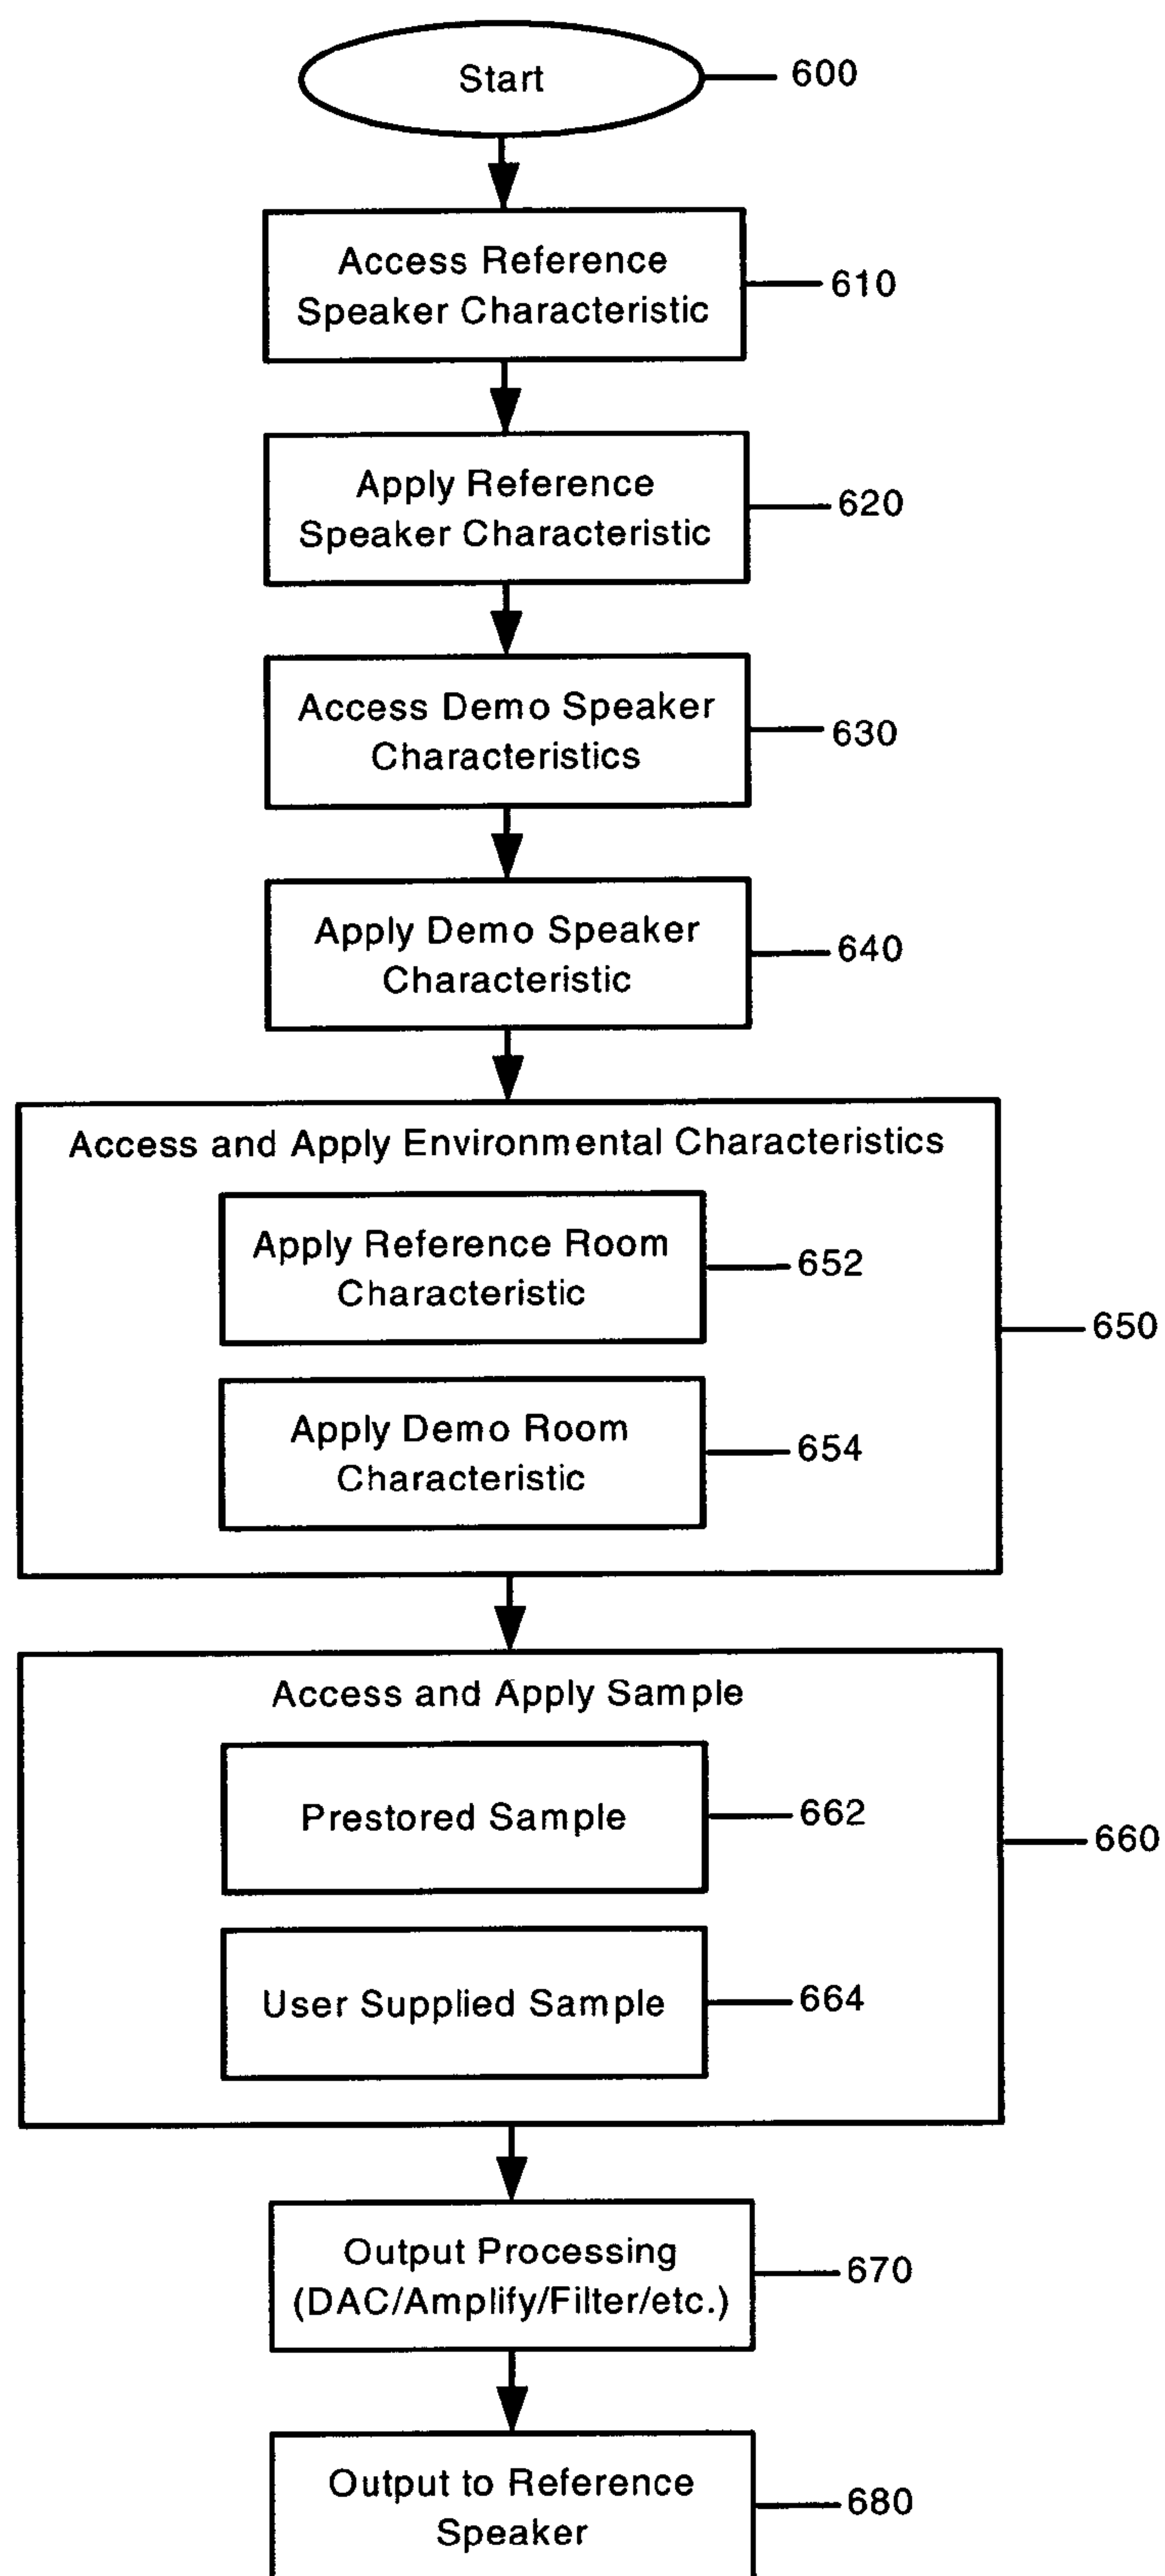 Start
600
Access Reference
Speaker Characteristic
610
Apply Reference
Speaker Characteristic
620
Access Demo Speaker
Characteristics
630
Apply Demo Speaker
Characteristic
640
Access and Apply Environmental Characteristics
Apply Reference Room
Characteristic
652
650
Apply Demo Room
Characteristic
654
Access and Apply Sample
Prestored Sample
662
660
User Supplied Sample
664
Output Processing
(DAC/Amplify/Filter/etc.)
670
Output to Reference
Speaker
680